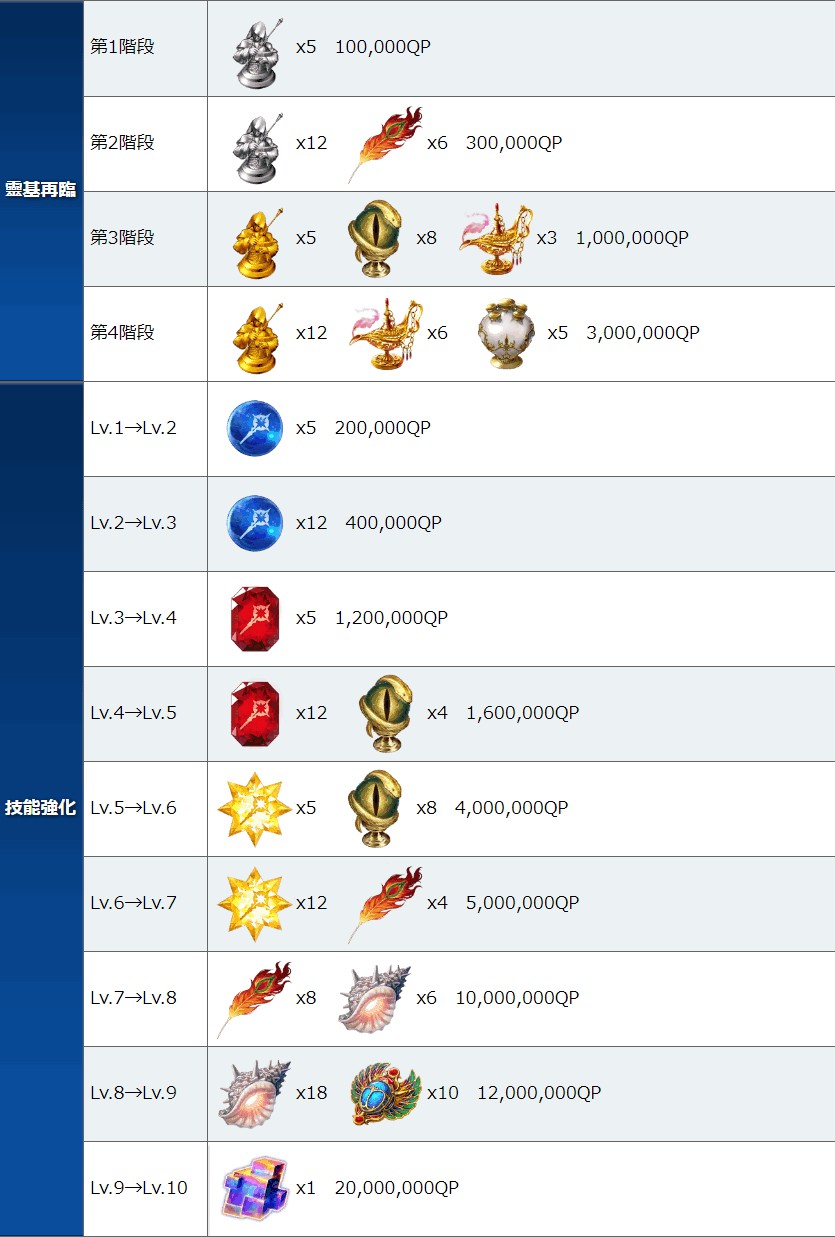 靈基再臨
第1階段 x5 100,000QP
第2階段 x12 x6 300,000QP
第3階段 x5 x8 x3 1,000,000QP
第4階段 x12 x6 x5 3,000,000QP
技能強化
Lv.1→Lv.2 x5 200,000QP
Lv.2→Lv.3 x12 400,000QP
Lv.3→Lv.4 x5 1,200,000QP
Lv.4→Lv.5 x12 x4 1,600,000QP
Lv.5→Lv.6 x5 x8 4,000,000QP
Lv.6→Lv.7 x12 x4 5,000,000QP
Lv.7→Lv.8 x8 x6 10,000,000QP
Lv.8→Lv.9 x18 x10 12,000,000QP
Lv.9→Lv.10 x1 20,000,000QP